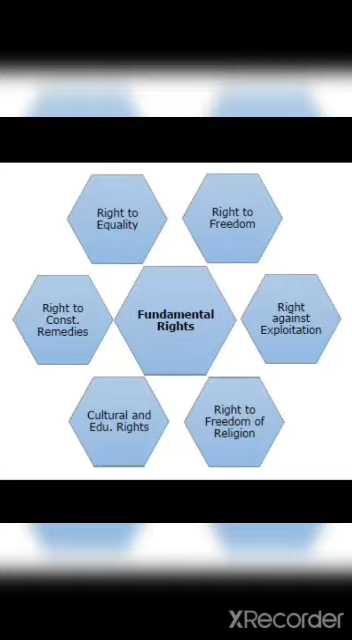 Right to
Equality
Right to
Freedom
Right to
Const.
Remedies
Fundamental
Rights
Right
against
Exploitation
Cultural and
Edu. Rights
Right to
Freedom of
Religion
XRecorder